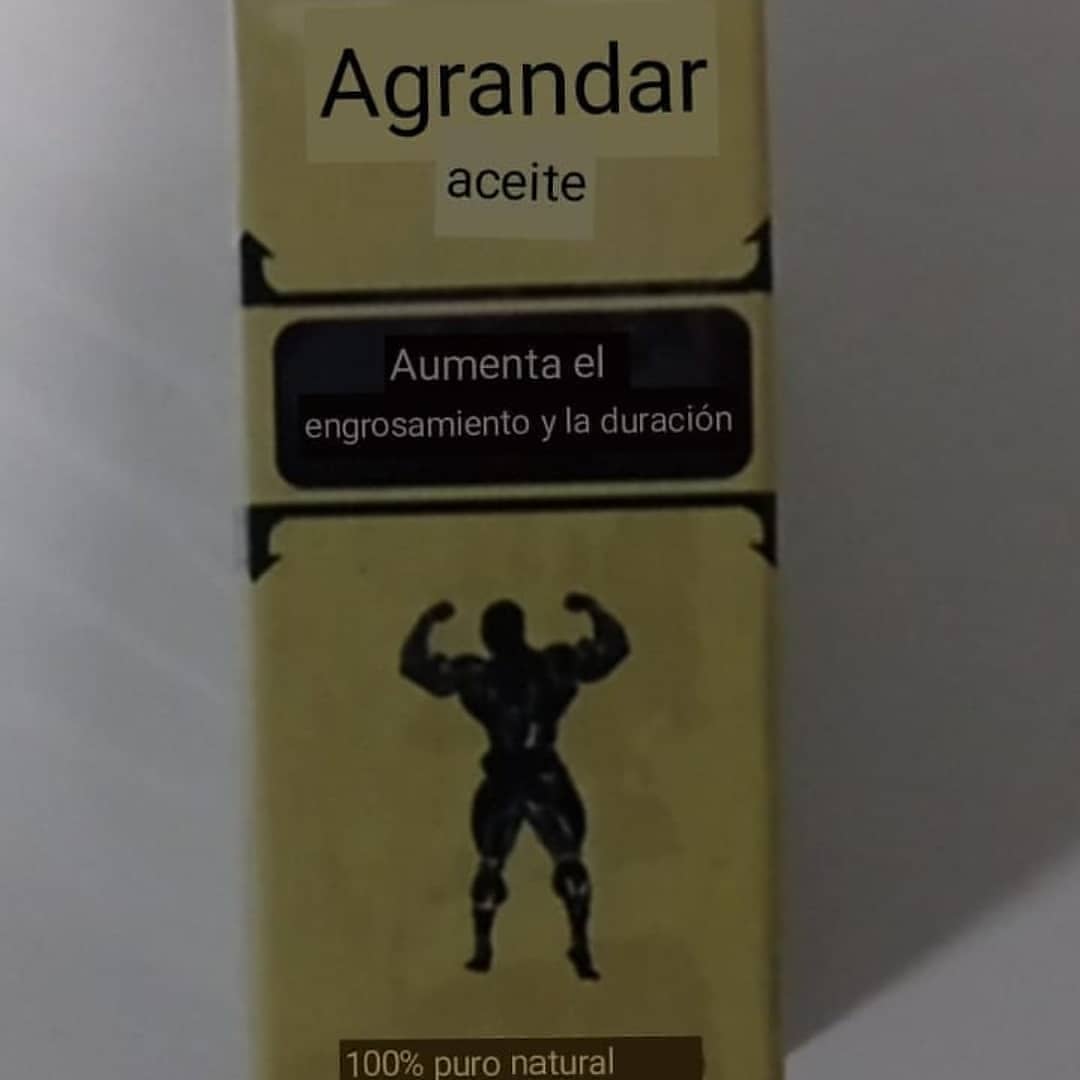 Agrandar
aceite
Aumenta el
engrosamiento y la duración
100% puro natural